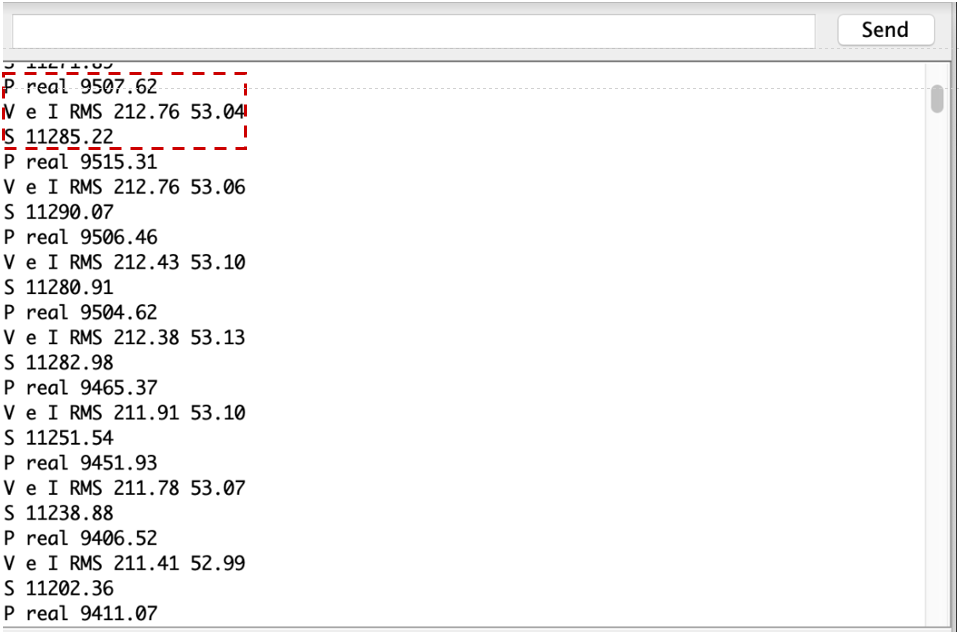 Send
S 11271.89
P real 9507.62
V e I RMS 212.76 53.04
S 11285.22
P real 9515.31
V e I RMS 212.76 53.06
S 11290.07
P real 9506.46
V e I RMS 212.43 53.10
S 11280.91
P real 9504.62
V e I RMS 212.38 53.13
S 11282.98
P real 9465.37
V e I RMS 211.91 53.10
S 11251.54
P real 9451.93
V e I RMS 211.78 53.07
S 11238.88
P real 9406.52
V e I RMS 211.41 52.99
S 11202.36
P real 9411.07